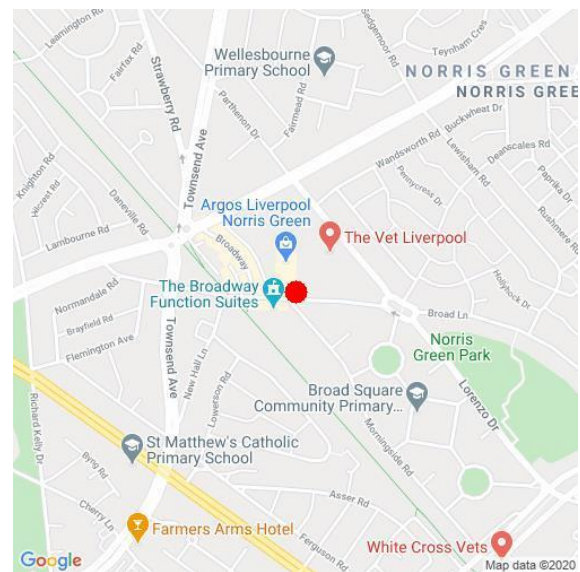 Leamington Rd
Fairfax Rd
Strawberry Rd
Townsend Ave
Wellesbourne
Primary School
Sedgemoor Rd
Teynham Cres
NORRIS GREEN
NORRIS GREE
Parthenon Dr
Fairmead Rd
Buckwheat Dr
Wandsworth Rd
Lewisham Rd
Deanscales Rd
Paprika Dr
Pennycress Dr
Rushmere Rd
Knighton Rd
Hilcrest Rd
Daneville Rd
Lambourne Rd
Broadway
Argos Liverpool
Norris Green
The Vet Liverpool
Hollyhock Dr
Normandale Rd
Brayfield Rd
Flemington Ave
The Broadway
Function Suites
Broad Ln
Norris
Green Park
Townsend Ave
New Hall Ln
Lowerson Rd
Broad Square
Community Primary...
Lorenzo Dr
Morningside Rd
Richard Kelly Dr
St Matthew's Catholic
Primary School
Byng Rd
Cherry Ln
Asser Rd
Farmers Arms Hotel
Ferguson Rd
White Cross Vets
Google
Map data ©2020